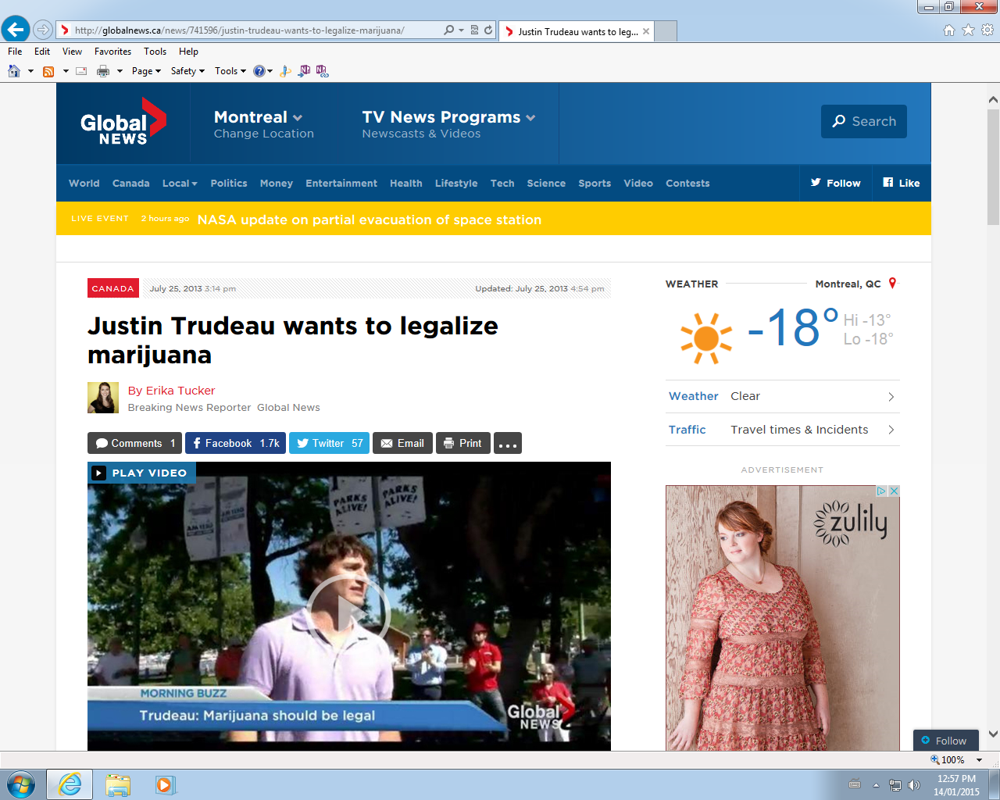 http://globalnews.ca/news/741596/justin-trudeau-wants-to-legalize-marijuana/
Justin Trudeau wants to leg...
File Edit View Favorites Tools Help
Page Safety Tools
Global
NEWS
Montreal
Change Location
TV News Programs
Newscasts & Videos
Search
World Canada Local Politics Money Entertainment Health Lifestyle Tech Science Sports Video Contests Follow Like
LIVE EVENT 2 hours ago NASA update on partial evacuation of space station
CANADA July 25, 2013 3:14 pm Updated: July 25, 2013 4:54 pm
Justin Trudeau wants to legalize
marijuana
By Erika Tucker
Breaking News Reporter Global News
Comments 1 Facebook 1.7k Twitter 57 Email Print ...
PLAY VIDEO
PARKS
ALIVE!
PARKS
ALIVE!
MORNING BUZZ
Trudeau: Marijuana should be legal
Global
NEWS
WEATHER Montreal, QC
-18°
Hi -13°
Lo -18°
Weather Clear
Traffic Travel times & Incidents
ADVERTISEMENT
zulily
Follow
100%
12:57 PM
14/01/2015